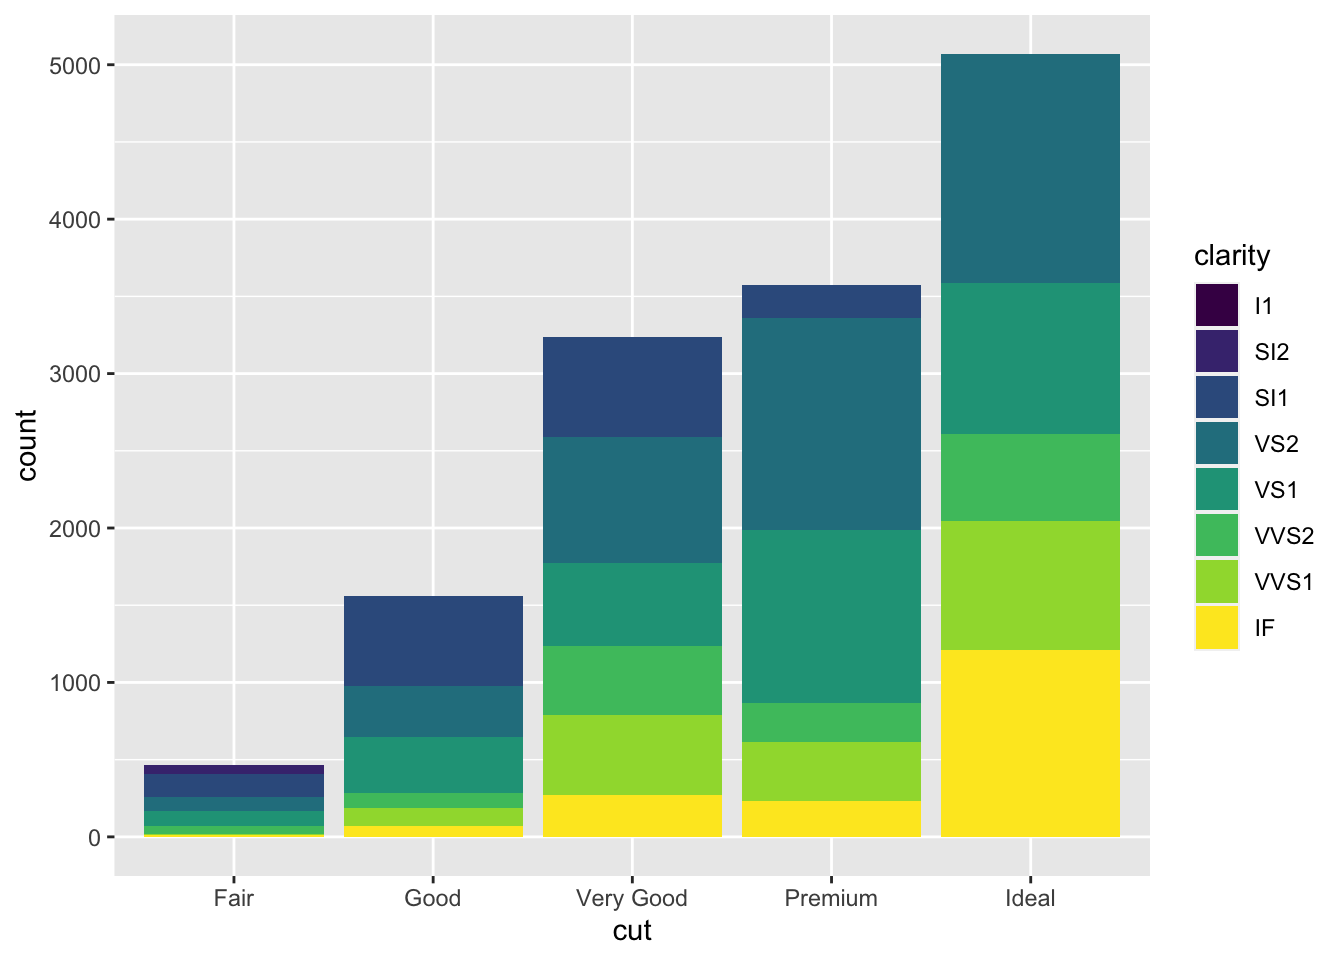 5000
4000
3000
2000
1000
0
count
Fair Good Very Good Premium Ideal
cut
clarity
I1
SI2
SI1
VS2
VS1
VVS2
VVS1
IF